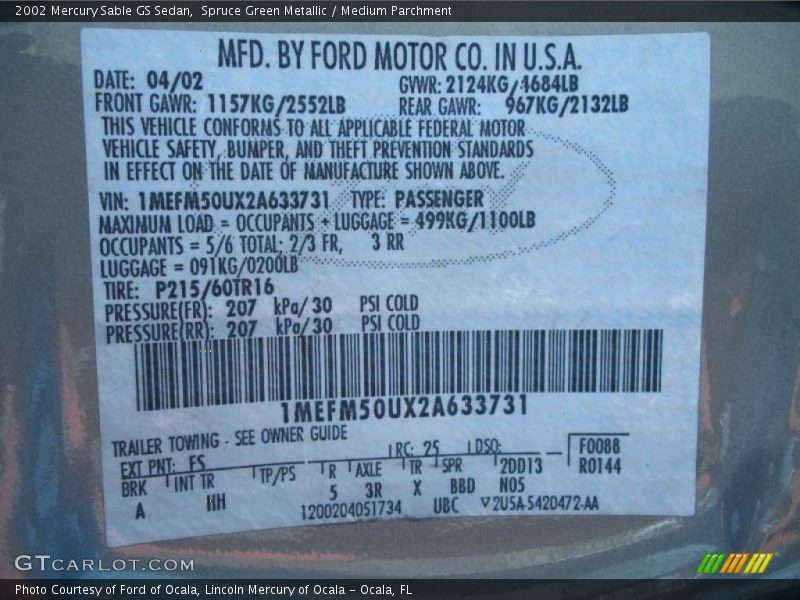 2002 Mercury Sable GS Sedan, Spruce Green Metallic / Medium Parchment
MFD. BY FORD MOTOR CO. IN U.S.A.
DATE: 04/02 GVWR: 2124KG/4684LB
FRONT GAWR: 1157KG/2552LB REAR GAWR: 967KG/2132LB
THIS VEHICLE CONFORMS TO ALL APPLICABLE FEDERAL MOTOR
VEHICLE SAFETY, BUMPER, AND THEFT PREVENTION STANDARDS
IN EFFECT ON THE DATE OF MANUFACTURE SHOWN ABOVE.
VIN: 1MEFM50UX2A633731 TYPE: PASSENGER
MAXIMUM LOAD = OCCUPANTS + LUGGAGE = 499KG/1100LB
OCCUPANTS = 5/6 TOTAL; 2/3 FR, 3 RR
LUGGAGE = 091KG/0200LB
TIRE: P215/60TR16
PRESSURE(FR): 207 kPa/30 PSI COLD
PRESSURE(RR): 207 kPa/30 PSI COLD
1MEFM50UX2A633731
TRAILER TOWING - SEE OWNER GUIDE
EXT PNT: FS RC: 25 DSO: F0088
BRK INT TR TP/PS R AXLE TR SPR 2DD13 R0144
A HH 5 3R X BBD N05
1200204051734 UBC ▽2U5A-5420472-AA
GTCARLOT.COM
Photo Courtesy of Ford of Ocala, Lincoln Mercury of Ocala – Ocala, FL